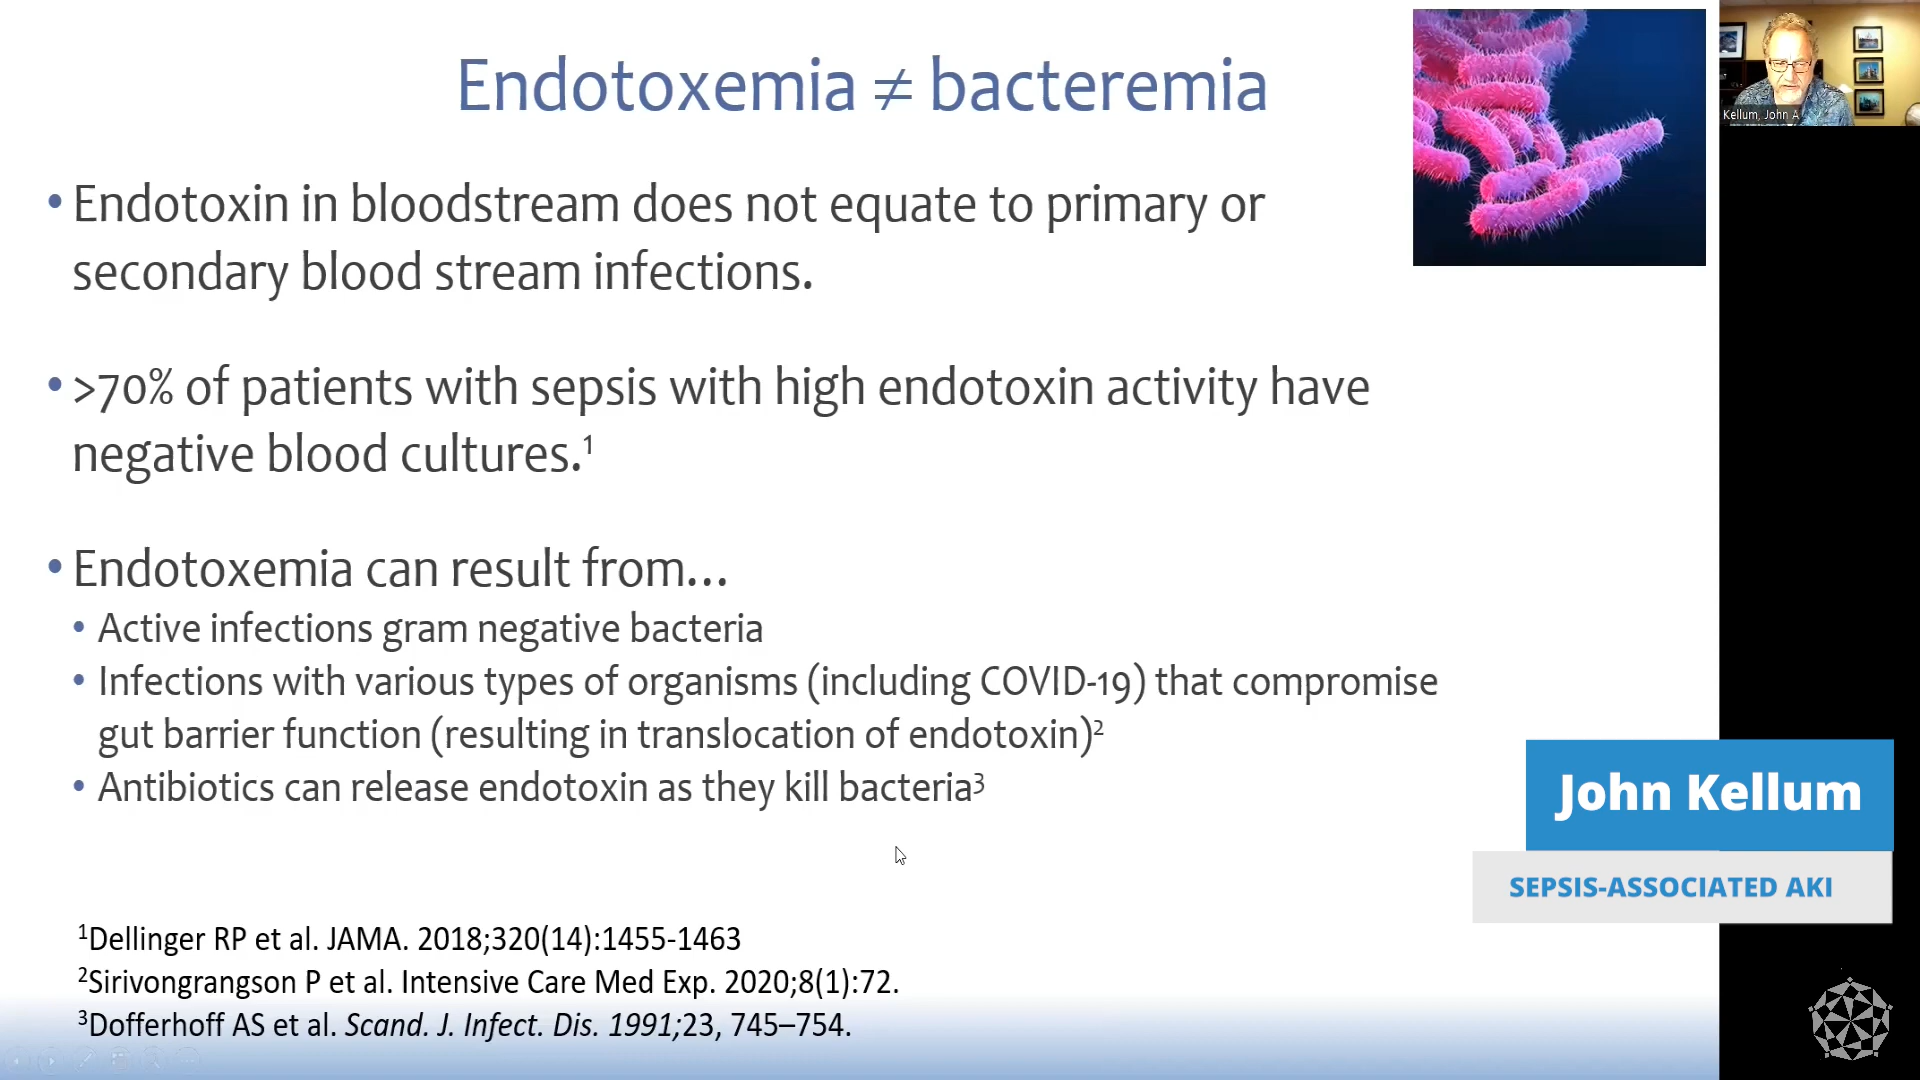 Endotoxemia ≠ bacteremia
Kellum, John A
• Endotoxin in bloodstream does not equate to primary or
secondary blood stream infections.
• >70% of patients with sepsis with high endotoxin activity have
negative blood cultures.¹
• Endotoxemia can result from...
• Active infections gram negative bacteria
• Infections with various types of organisms (including COVID-19) that compromise
gut barrier function (resulting in translocation of endotoxin)²
• Antibiotics can release endotoxin as they kill bacteria³
John Kellum
SEPSIS-ASSOCIATED AKI
¹Dellinger RP et al. JAMA. 2018;320(14):1455-1463
²Sirivongrangson P et al. Intensive Care Med Exp. 2020;8(1):72.
³Dofferhoff AS et al. Scand. J. Infect. Dis. 1991;23, 745–754.